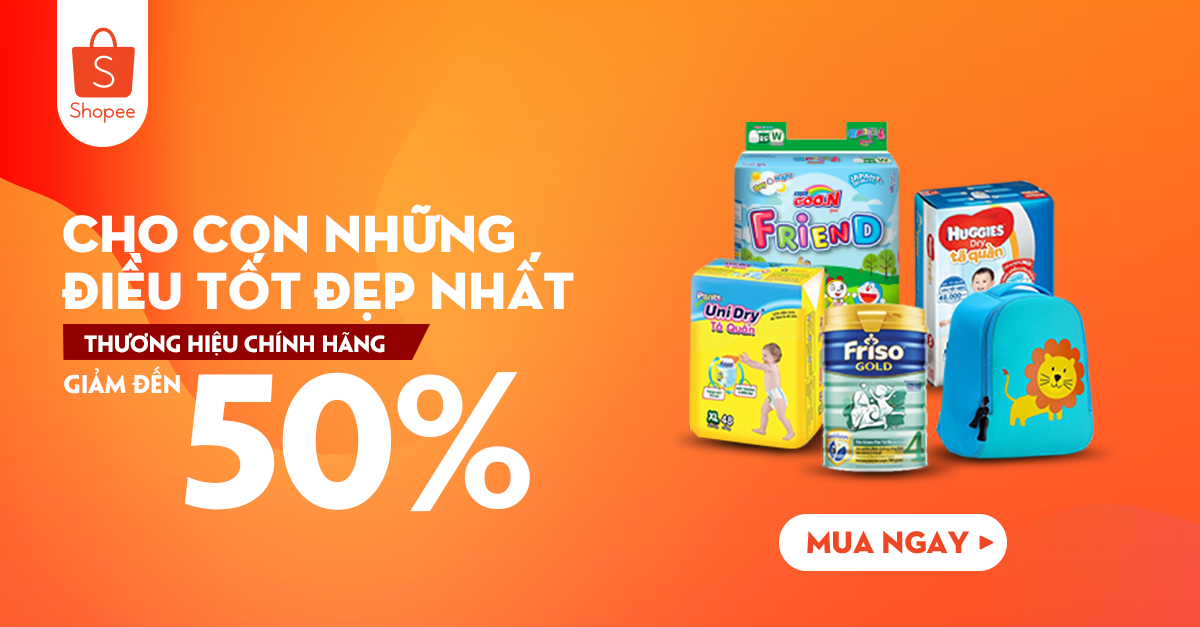 Shopee
CHO CON NHỮNG
ĐIỀU TỐT ĐẸP NHẤT
THƯƠNG HIỆU CHÍNH HÃNG
GIẢM ĐẾN
50%
GOO.N
FRIEND
HUGGIES
Dry
tã quần
UniDry
Tã Quần
XL 48
Friso
GOLD
4
MUA NGAY